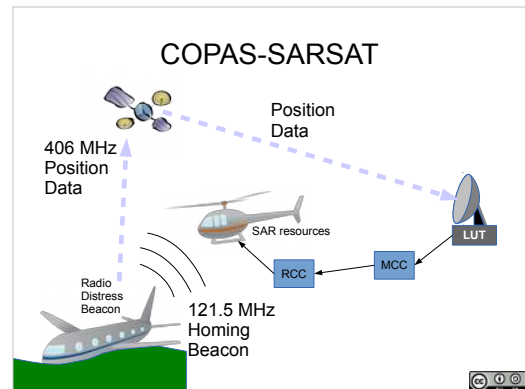 COPAS-SARSAT
406 MHz
Position
Data
Position
Data
SAR resources
LUT
MCC
RCC
Radio
Distress
Beacon
121.5 MHz
Homing
Beacon
cc